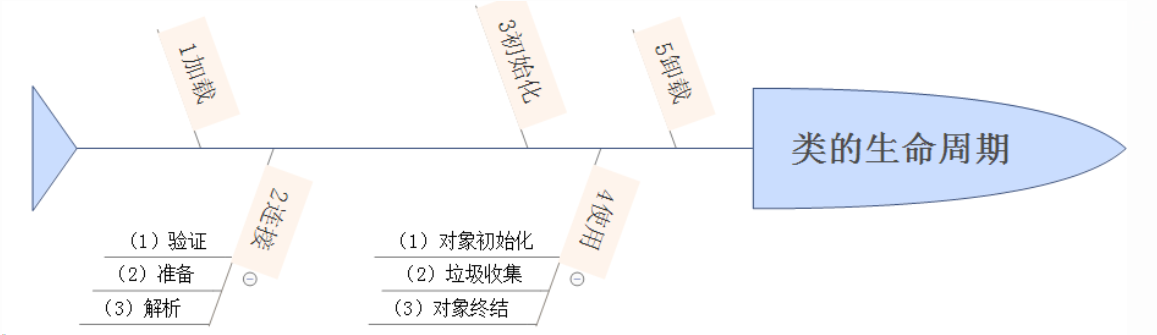 1加载
3初始化
5卸载
类的生命周期
2连接
(1) 验证
(2) 准备
(3) 解析
4使用
(1) 对象初始化
(2) 垃圾收集
(3) 对象终结